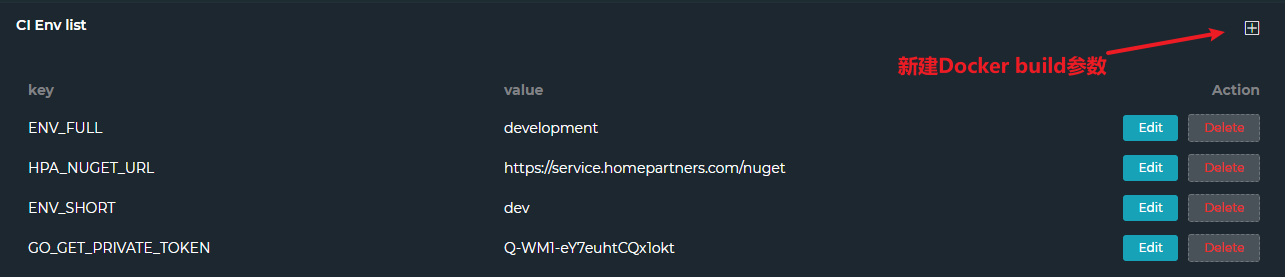 CI Env list
新建Docker build参数
key value Action
ENV_FULL development Edit Delete
HPA_NUGET_URL https://service.homepartners.com/nuget Edit Delete
ENV_SHORT dev Edit Delete
GO_GET_PRIVATE_TOKEN Q-WM1-eY7euhtCQx1okt Edit Delete